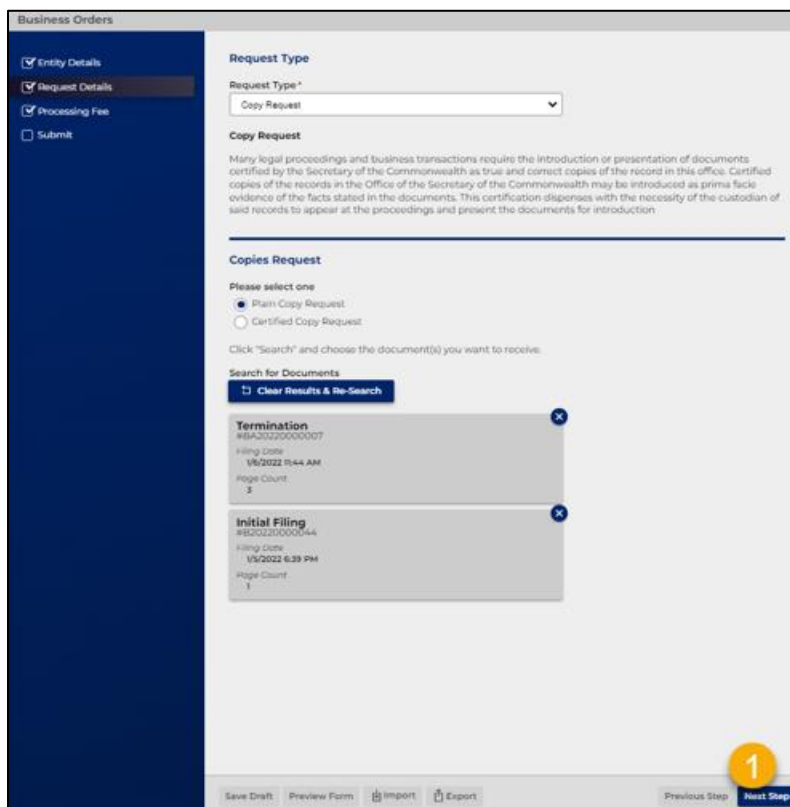 Business Orders
Entity Details
Request Details
Processing Fee
Submit
Request Type
Request Type*
Copy Request
Copy Request
Many legal proceedings and business transactions require the introduction or presentation of documents
certified by the Secretary of the Commonwealth as true and correct copies of the record in this office. Certified
copies of the records in the Office of the Secretary of the Commonwealth may be introduced as prima facie
evidence of the facts stated in the documents. This certification dispenses with the necessity of the custodian of
said records to appear at the proceedings and present the documents for introduction
Copies Request
Please select one
Plain Copy Request
Certified Copy Request
Click "Search" and choose the document(s) you want to receive.
Search for Documents
Clear Results & Re-Search
Termination
#BA20220000007
Filing Date
1/6/2022 11:44 AM
Page Count
3
Initial Filing
#B20220000044
Filing Date
1/5/2022 6:39 PM
Page Count
1
1
Save Draft Preview Form Import Export Previous Step Next Step